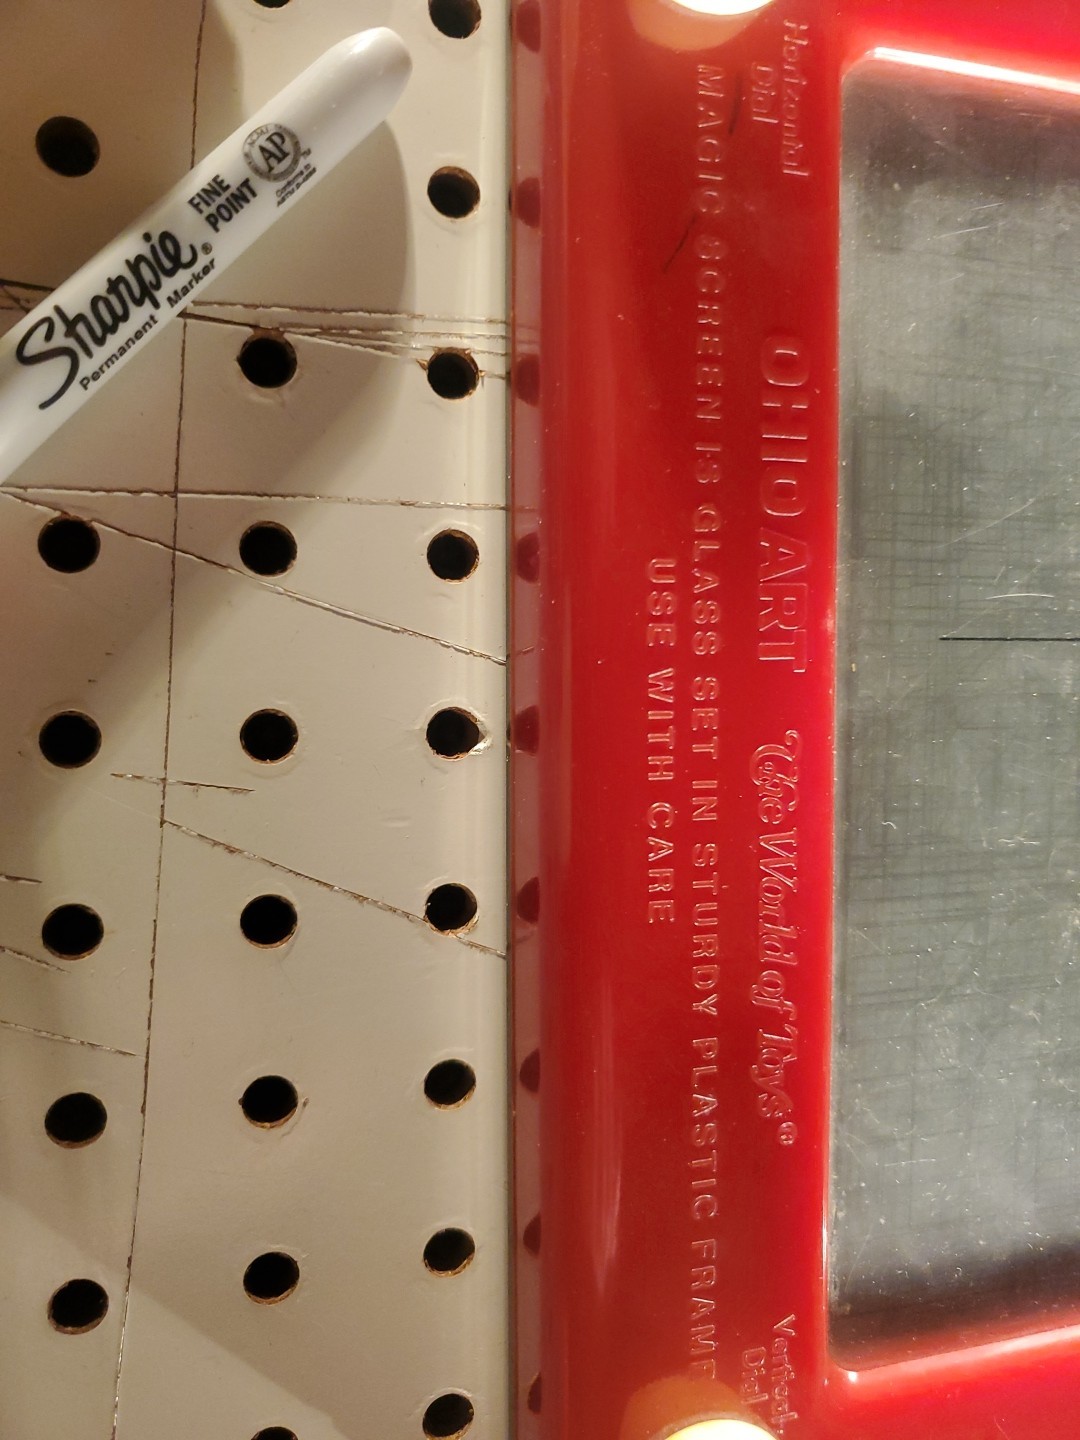 Sharpie®
FINE
POINT
Permanent Marker
AP
Horizontal
Dial
OHIO ART The World of Toys®
Vertical
Dial
MAGIC SCREEN IS GLASS SET IN STURDY PLASTIC FRAME
USE WITH CARE